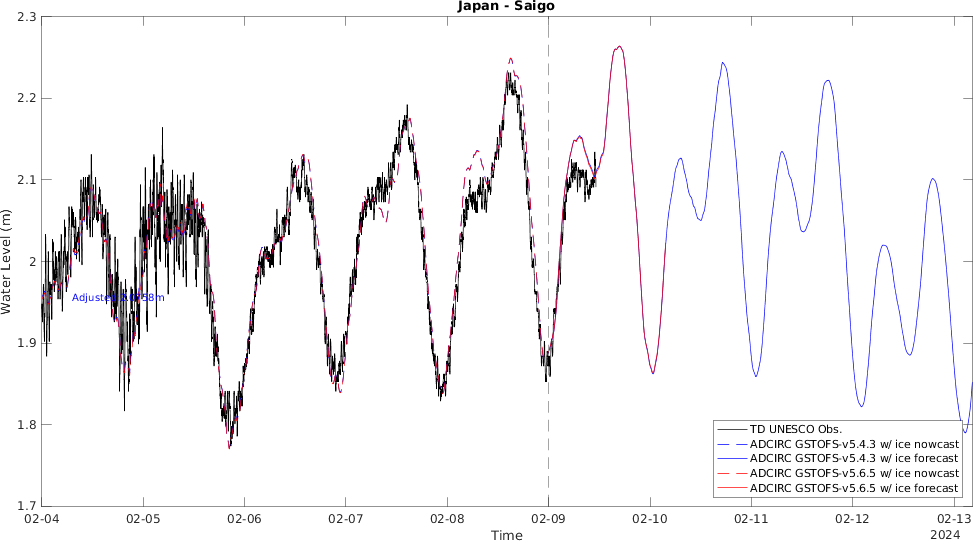 Japan - Saigo
2.3
2.2
2.1
2
1.9
1.8
1.7
Water Level (m)
02-04
02-05
02-06
02-07
02-08
02-09
02-10
02-11
02-12
02-13
2024
Time
TD UNESCO Obs.
ADCIRC GSTOFS-v5.4.3 w/ ice nowcast
ADCIRC GSTOFS-v5.4.3 w/ ice forecast
ADCIRC GSTOFS-v5.6.5 w/ ice nowcast
ADCIRC GSTOFS-v5.6.5 w/ ice forecast